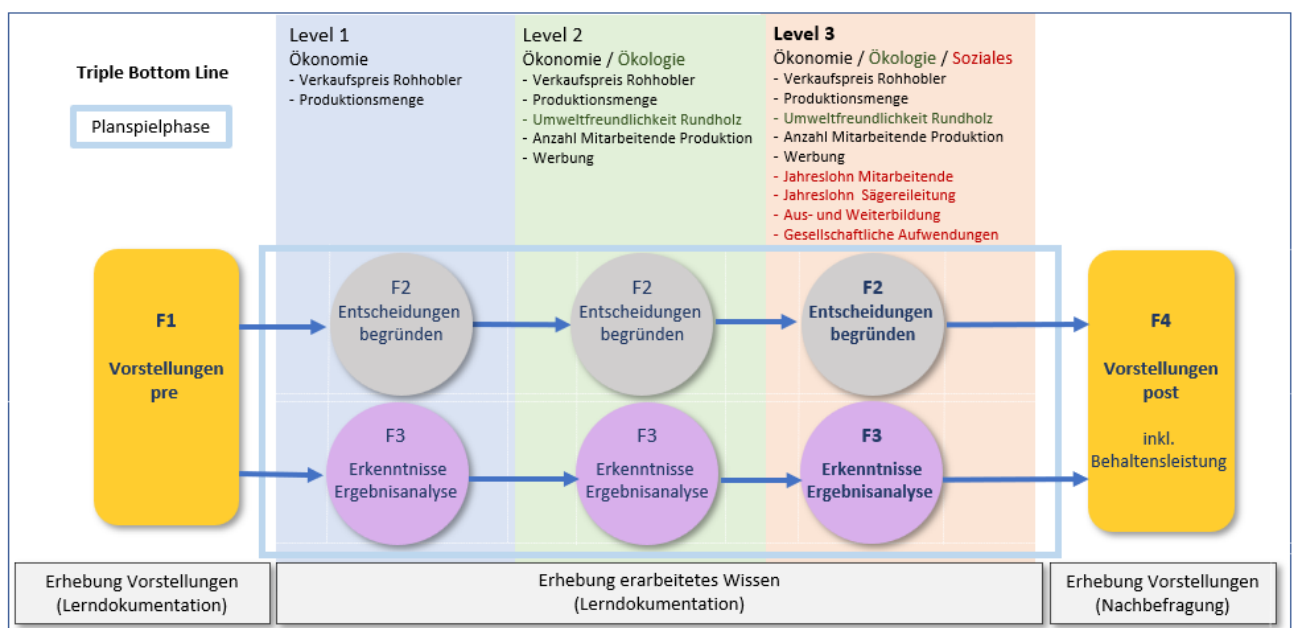 Triple Bottom Line
Planspielphase
Level 1
Ökonomie
- Verkaufspreis Rohhobler
- Produktionsmenge
Level 2
Ökonomie / Ökologie
- Verkaufspreis Rohhobler
- Produktionsmenge
- Umweltfreundlichkeit Rundholz
- Anzahl Mitarbeitende Produktion
- Werbung
Level 3
Ökonomie / Ökologie / Soziales
- Verkaufspreis Rohhobler
- Produktionsmenge
- Umweltfreundlichkeit Rundholz
- Anzahl Mitarbeitende Produktion
- Werbung
- Jahreslohn Mitarbeitende
- Jahreslohn Sägereileitung
- Aus- und Weiterbildung
- Gesellschaftliche Aufwendungen
F1
Vorstellungen
pre
F2
Entscheidungen
begründen
F2
Entscheidungen
begründen
F2
Entscheidungen
begründen
F3
Erkenntnisse
Ergebnisanalyse
F3
Erkenntnisse
Ergebnisanalyse
F3
Erkenntnisse
Ergebnisanalyse
F4
Vorstellungen
post
inkl.
Behaltensleistung
Erhebung Vorstellungen
(Lerndokumentation)
Erhebung erarbeitetes Wissen
(Lerndokumentation)
Erhebung Vorstellungen
(Nachbefragung)